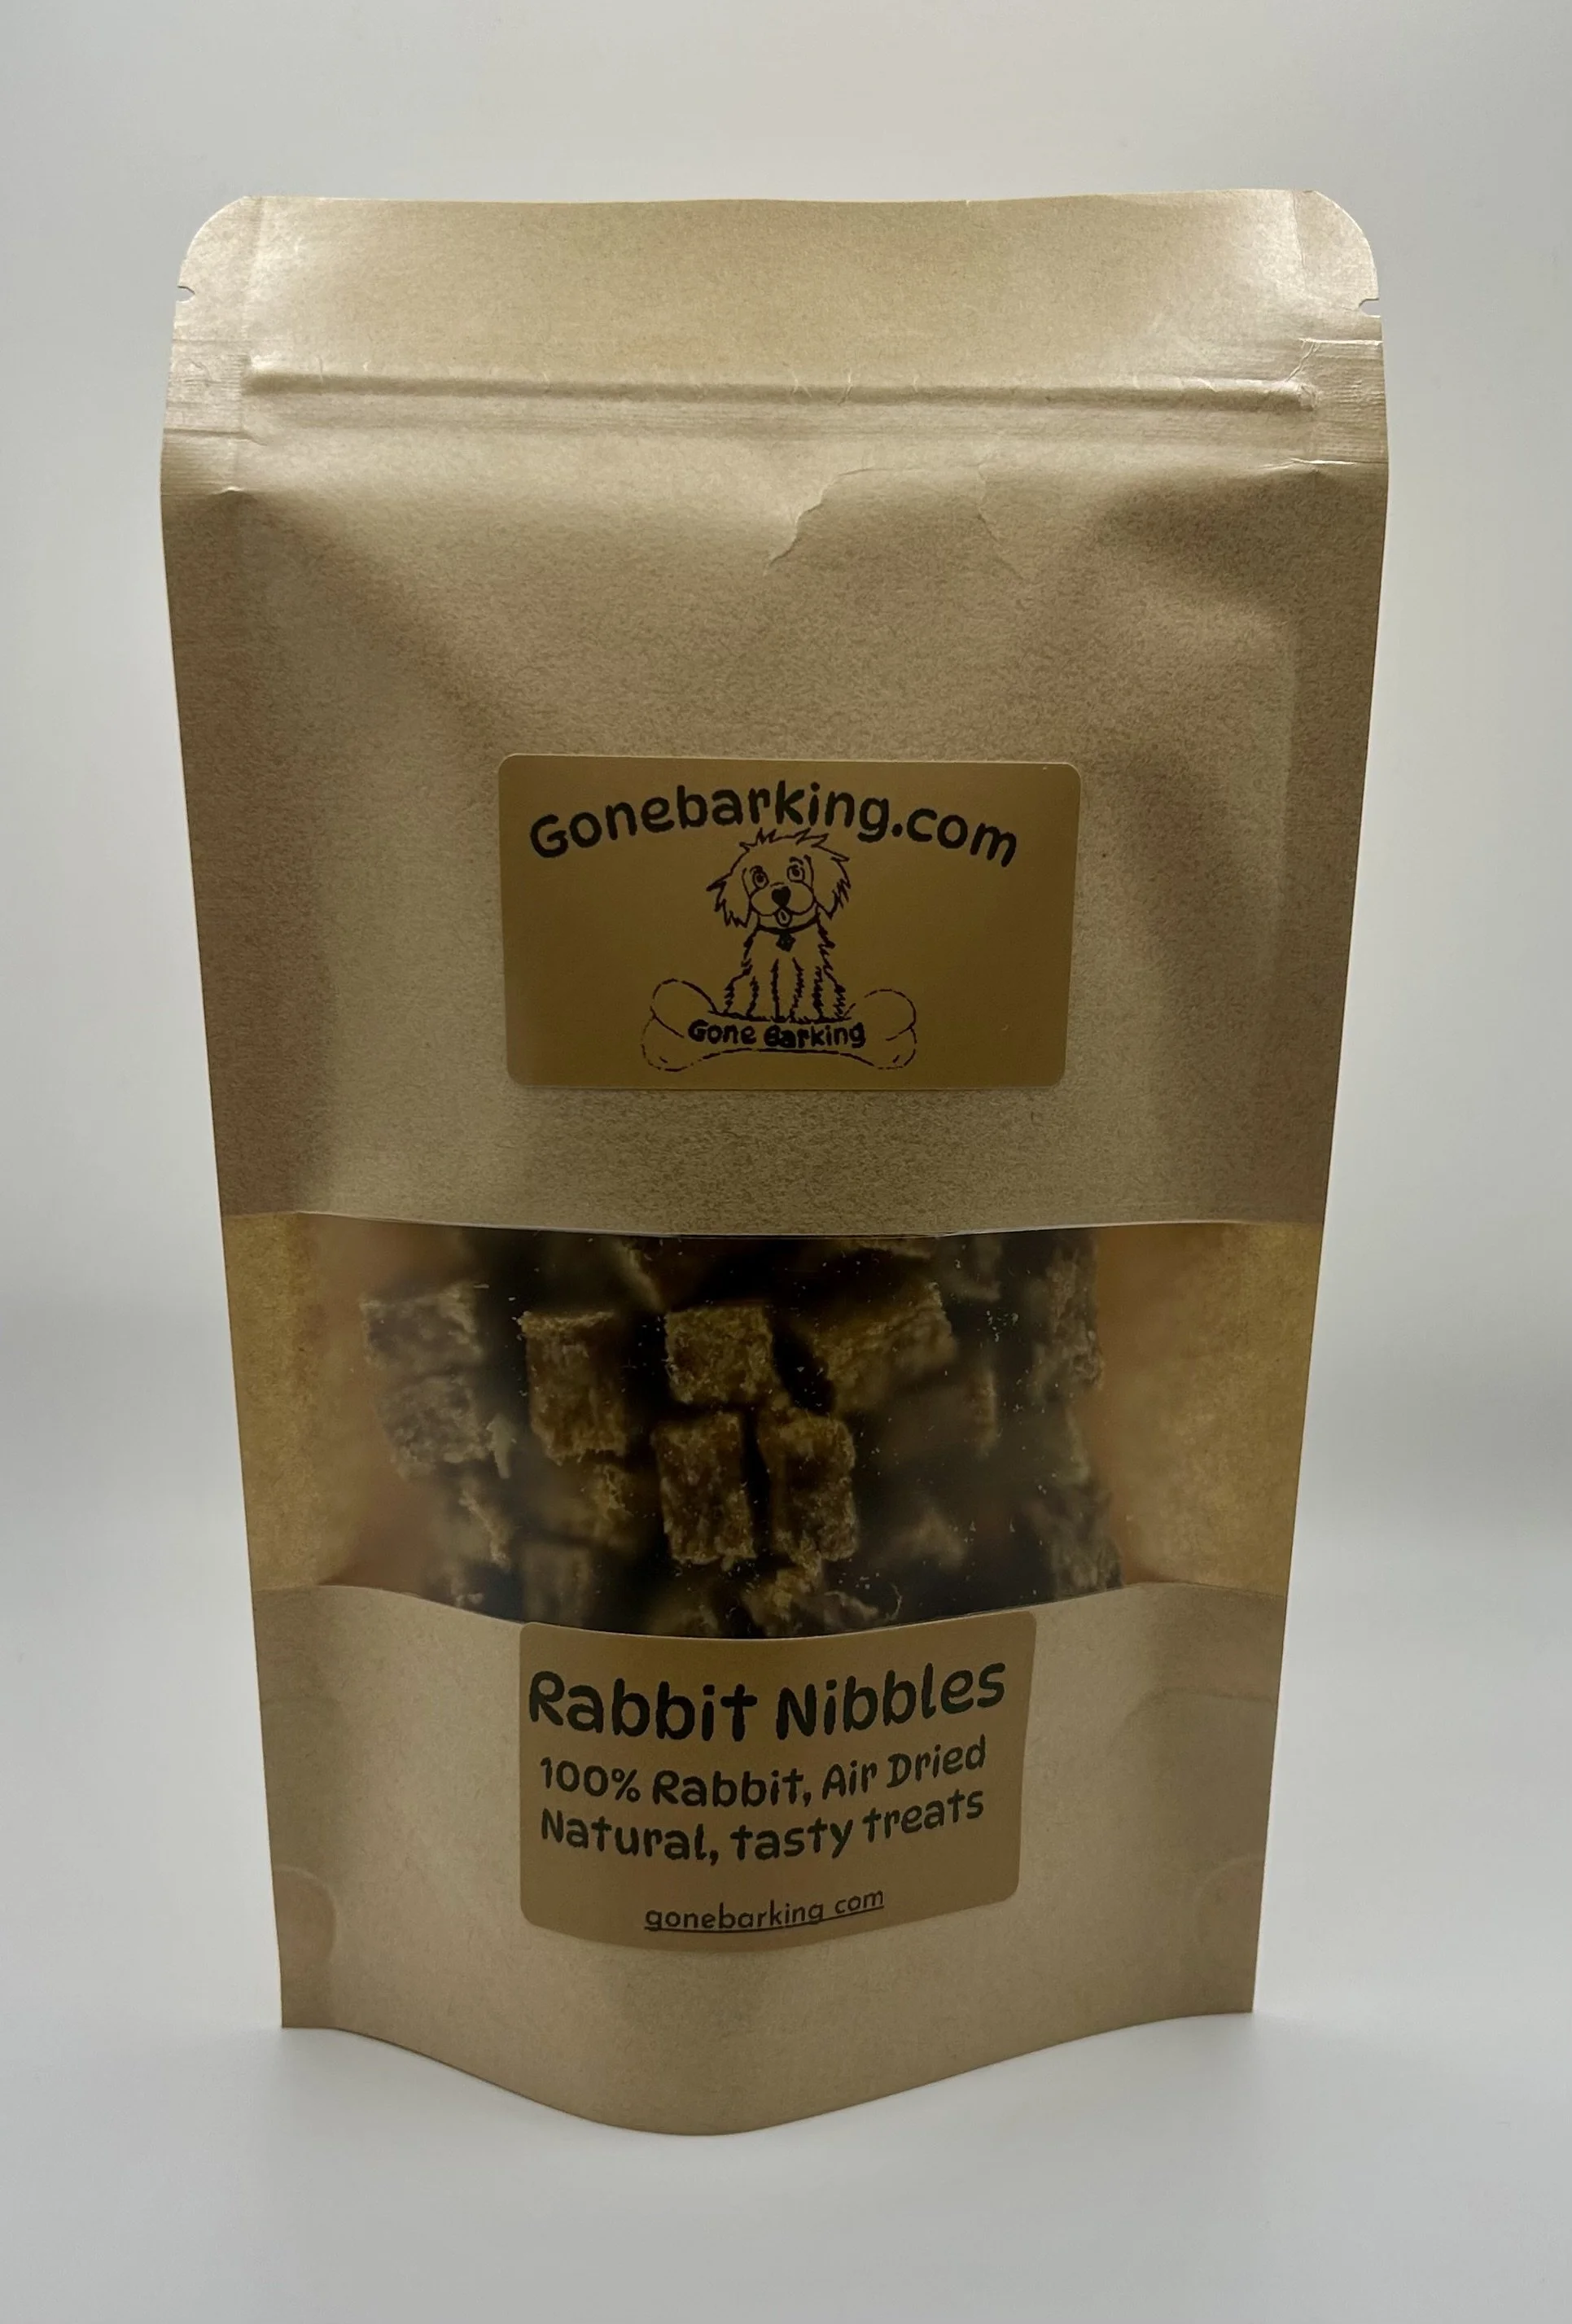 Gonebarking.com
Gone Barking
Rabbit Nibbles
100% Rabbit, Air Dried
Natural, tasty treats
gonebarking com